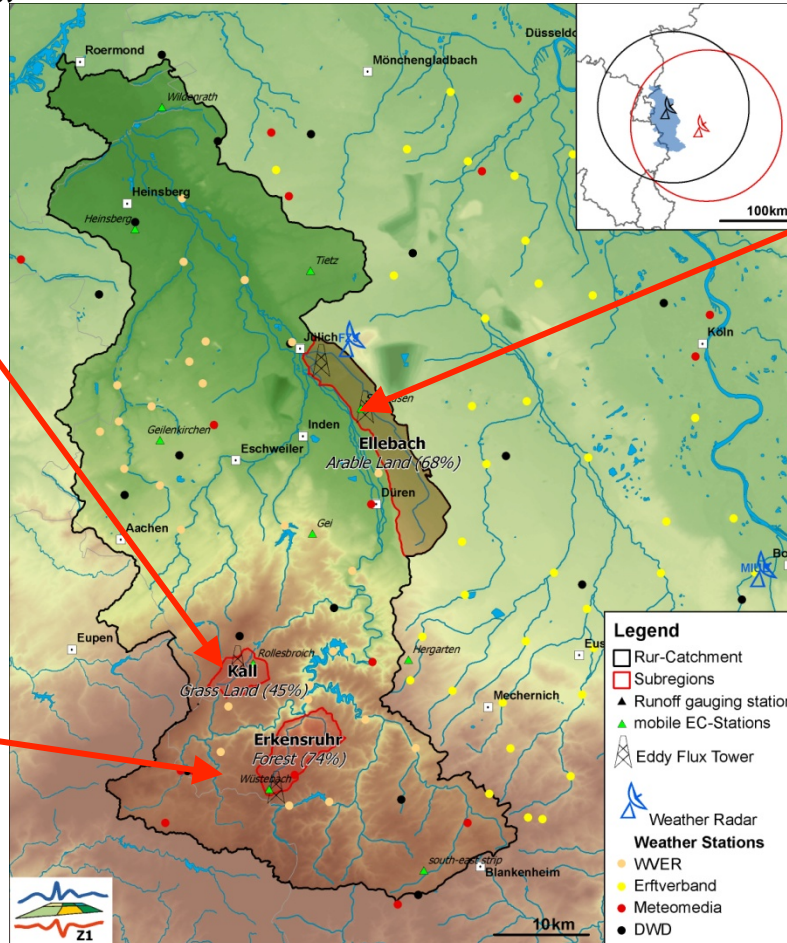 Roermond
Mönchengladbach
Düsseldo
Wildenrath
100km
Heinsberg
Heinsberg
Tietz
Köln
Jülich
Ellebach
Arable Land (68%)
Inden
Geilenkirchen
Eschweiler
Düren
Aachen
Gei
Bo
Eupen
Rollesbroich
Kall
Grass Land (45%)
Hergarten
Eus
Mechernich
Erkensruhr
Forest (74%)
Wüstebach
south-east strip
Blankenheim
10km
Z1
Legend
Rur-Catchment
Subregions
Runoff gauging station
mobile EC-Stations
Eddy Flux Tower
Weather Radar
Weather Stations
WVER
Erftverband
Meteomedia
DWD